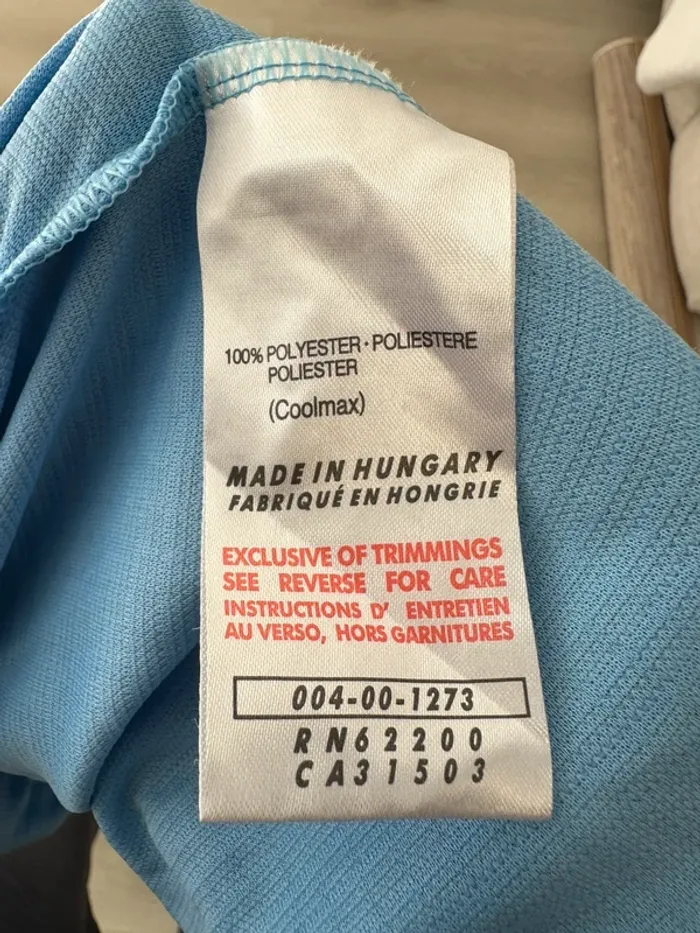 100% POLYESTER · POLIESTERE
POLIESTER
(Coolmax)
MADE IN HUNGARY
FABRIQUÉ EN HONGRIE
EXCLUSIVE OF TRIMMINGS
SEE REVERSE FOR CARE
INSTRUCTIONS D' ENTRETIEN
AU VERSO, HORS GARNITURES
004-00-1273
RN62200
CA31503